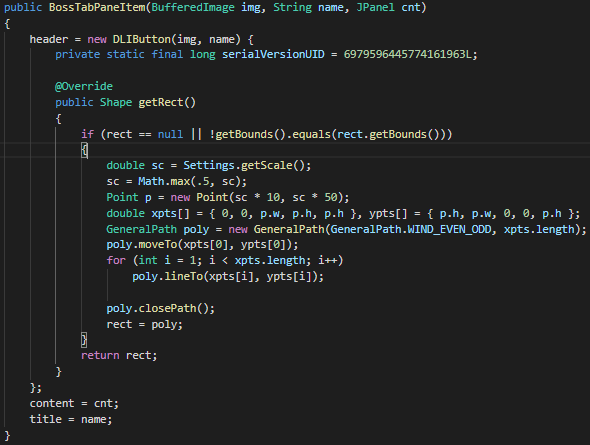 public BossTabPaneItem(BufferedImage img, String name, JPanel cnt)
{
header = new DLIButton(img, name) {
private static final long serialVersionUID = 6979596445774161963L;
@Override
public Shape getRect()
{
if (rect == null || !getBounds().equals(rect.getBounds()))
{
double sc = Settings.getScale();
sc = Math.max(.5, sc);
Point p = new Point(sc * 10, sc * 50);
double xpts[] = { 0, 0, p.w, p.h, p.h }, ypts[] = { p.h, p.w, 0, 0, p.h };
GeneralPath poly = new GeneralPath(GeneralPath.WIND_EVEN_ODD, xpts.length);
poly.moveTo(xpts[0], ypts[0]);
for (int i = 1; i < xpts.length; i++)
poly.lineTo(xpts[i], ypts[i]);
poly.closePath();
rect = poly;
}
return rect;
}
};
content = cnt;
title = name;
}